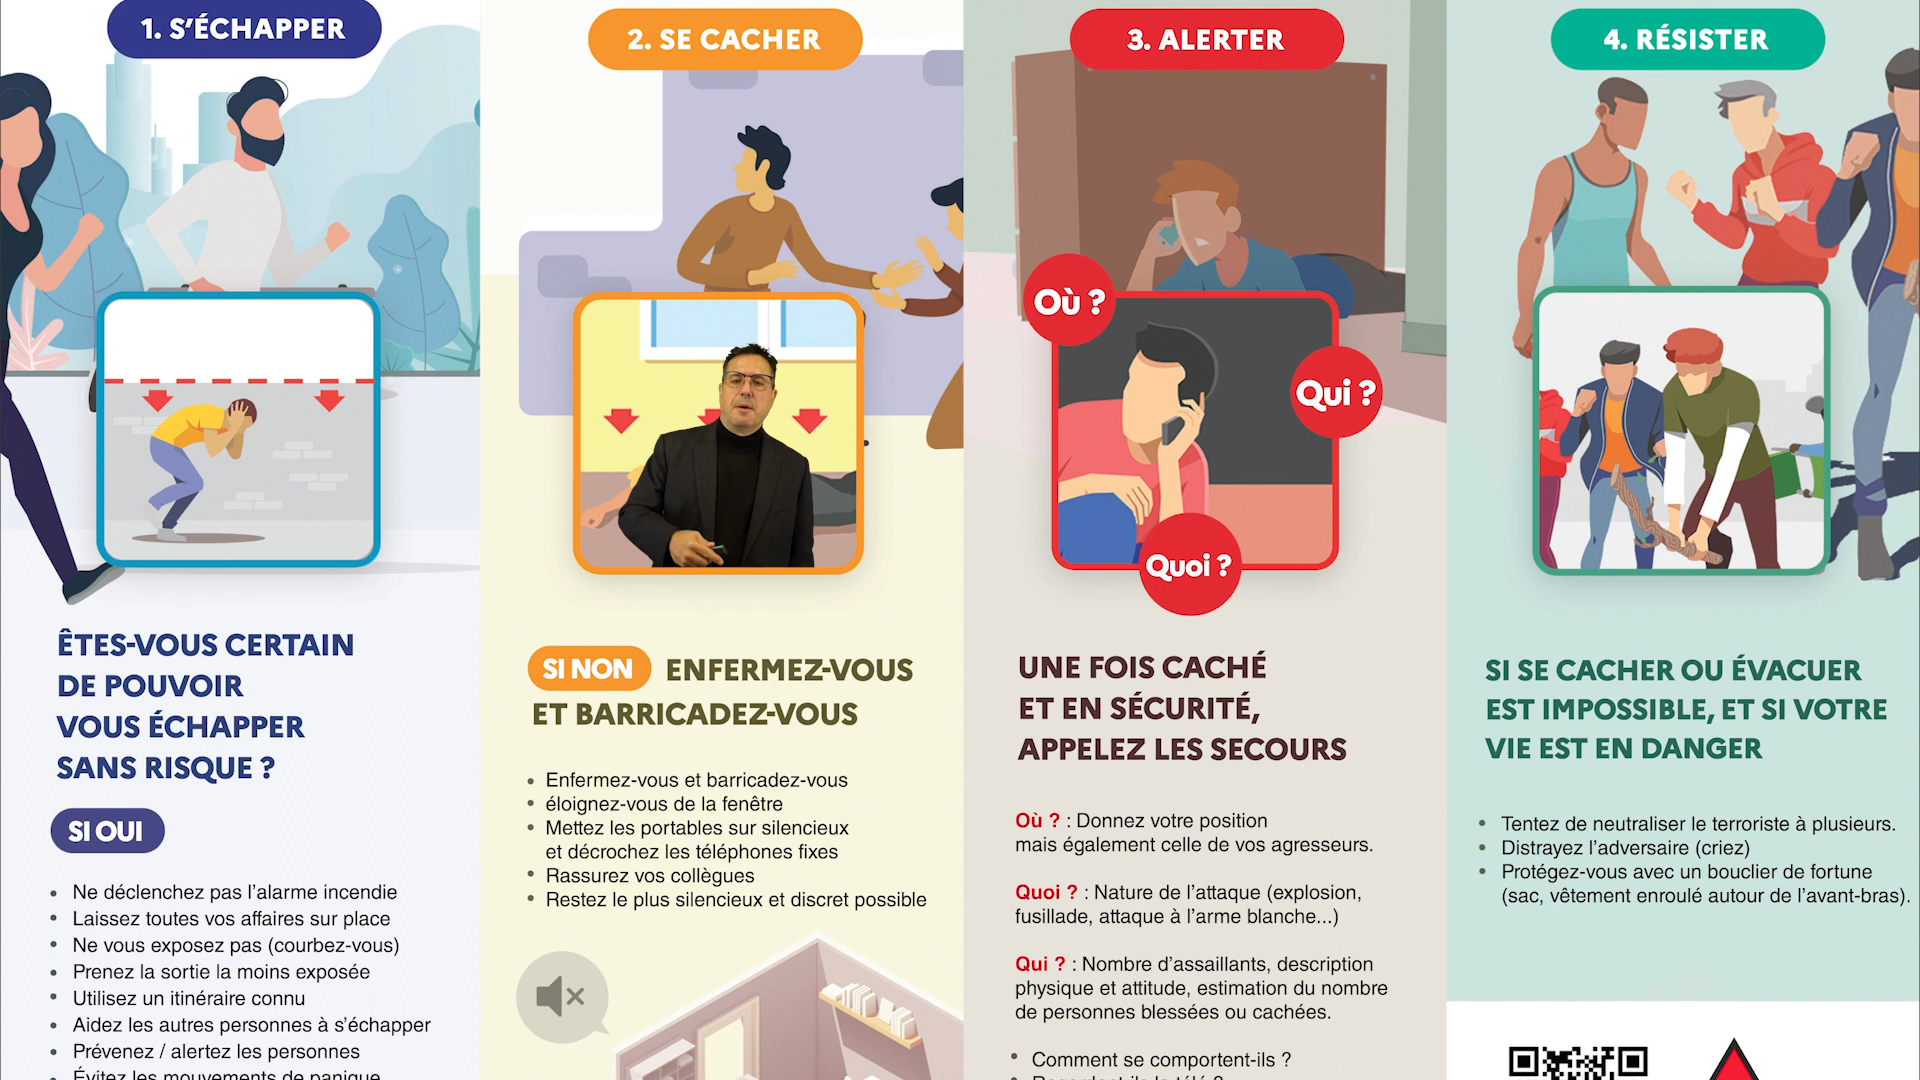 1. S'ÉCHAPPER
ÊTES-VOUS CERTAIN
DE POUVOIR
VOUS ÉCHAPPER
SANS RISQUE ?
SI OUI
• Ne déclenchez pas l'alarme incendie
• Laissez toutes vos affaires sur place
• Ne vous exposez pas (courbez-vous)
• Prenez la sortie la moins exposée
• Utilisez un itinéraire connu
• Aidez les autres personnes à s'échapper
• Prévenez / alertez les personnes
Évitez les mouvements de panique
2. SE CACHER
SI NON ENFERMEZ-VOUS
ET BARRICADEZ-VOUS
• Enfermez-vous et barricadez-vous
• éloignez-vous de la fenêtre
• Mettez les portables sur silencieux
et décrochez les téléphones fixes
• Rassurez vos collègues
• Restez le plus silencieux et discret possible
3. ALERTER
Où ?
Qui ?
Quoi ?
UNE FOIS CACHÉ
ET EN SÉCURITÉ,
APPELEZ LES SECOURS
Où ? : Donnez votre position
mais également celle de vos agresseurs.
Quoi ? : Nature de l'attaque (explosion,
fusillade, attaque à l'arme blanche...)
Qui ? : Nombre d'assaillants, description
physique et attitude, estimation du nombre
de personnes blessées ou cachées.
• Comment se comportent-ils ?
• Regardent-ils la télé ?
4. RÉSISTER
SI SE CACHER OU ÉVACUER
EST IMPOSSIBLE, ET SI VOTRE
VIE EST EN DANGER
• Tentez de neutraliser le terroriste à plusieurs.
• Distrayez l'adversaire (criez)
• Protégez-vous avec un bouclier de fortune
(sac, vêtement enroulé autour de l'avant-bras).